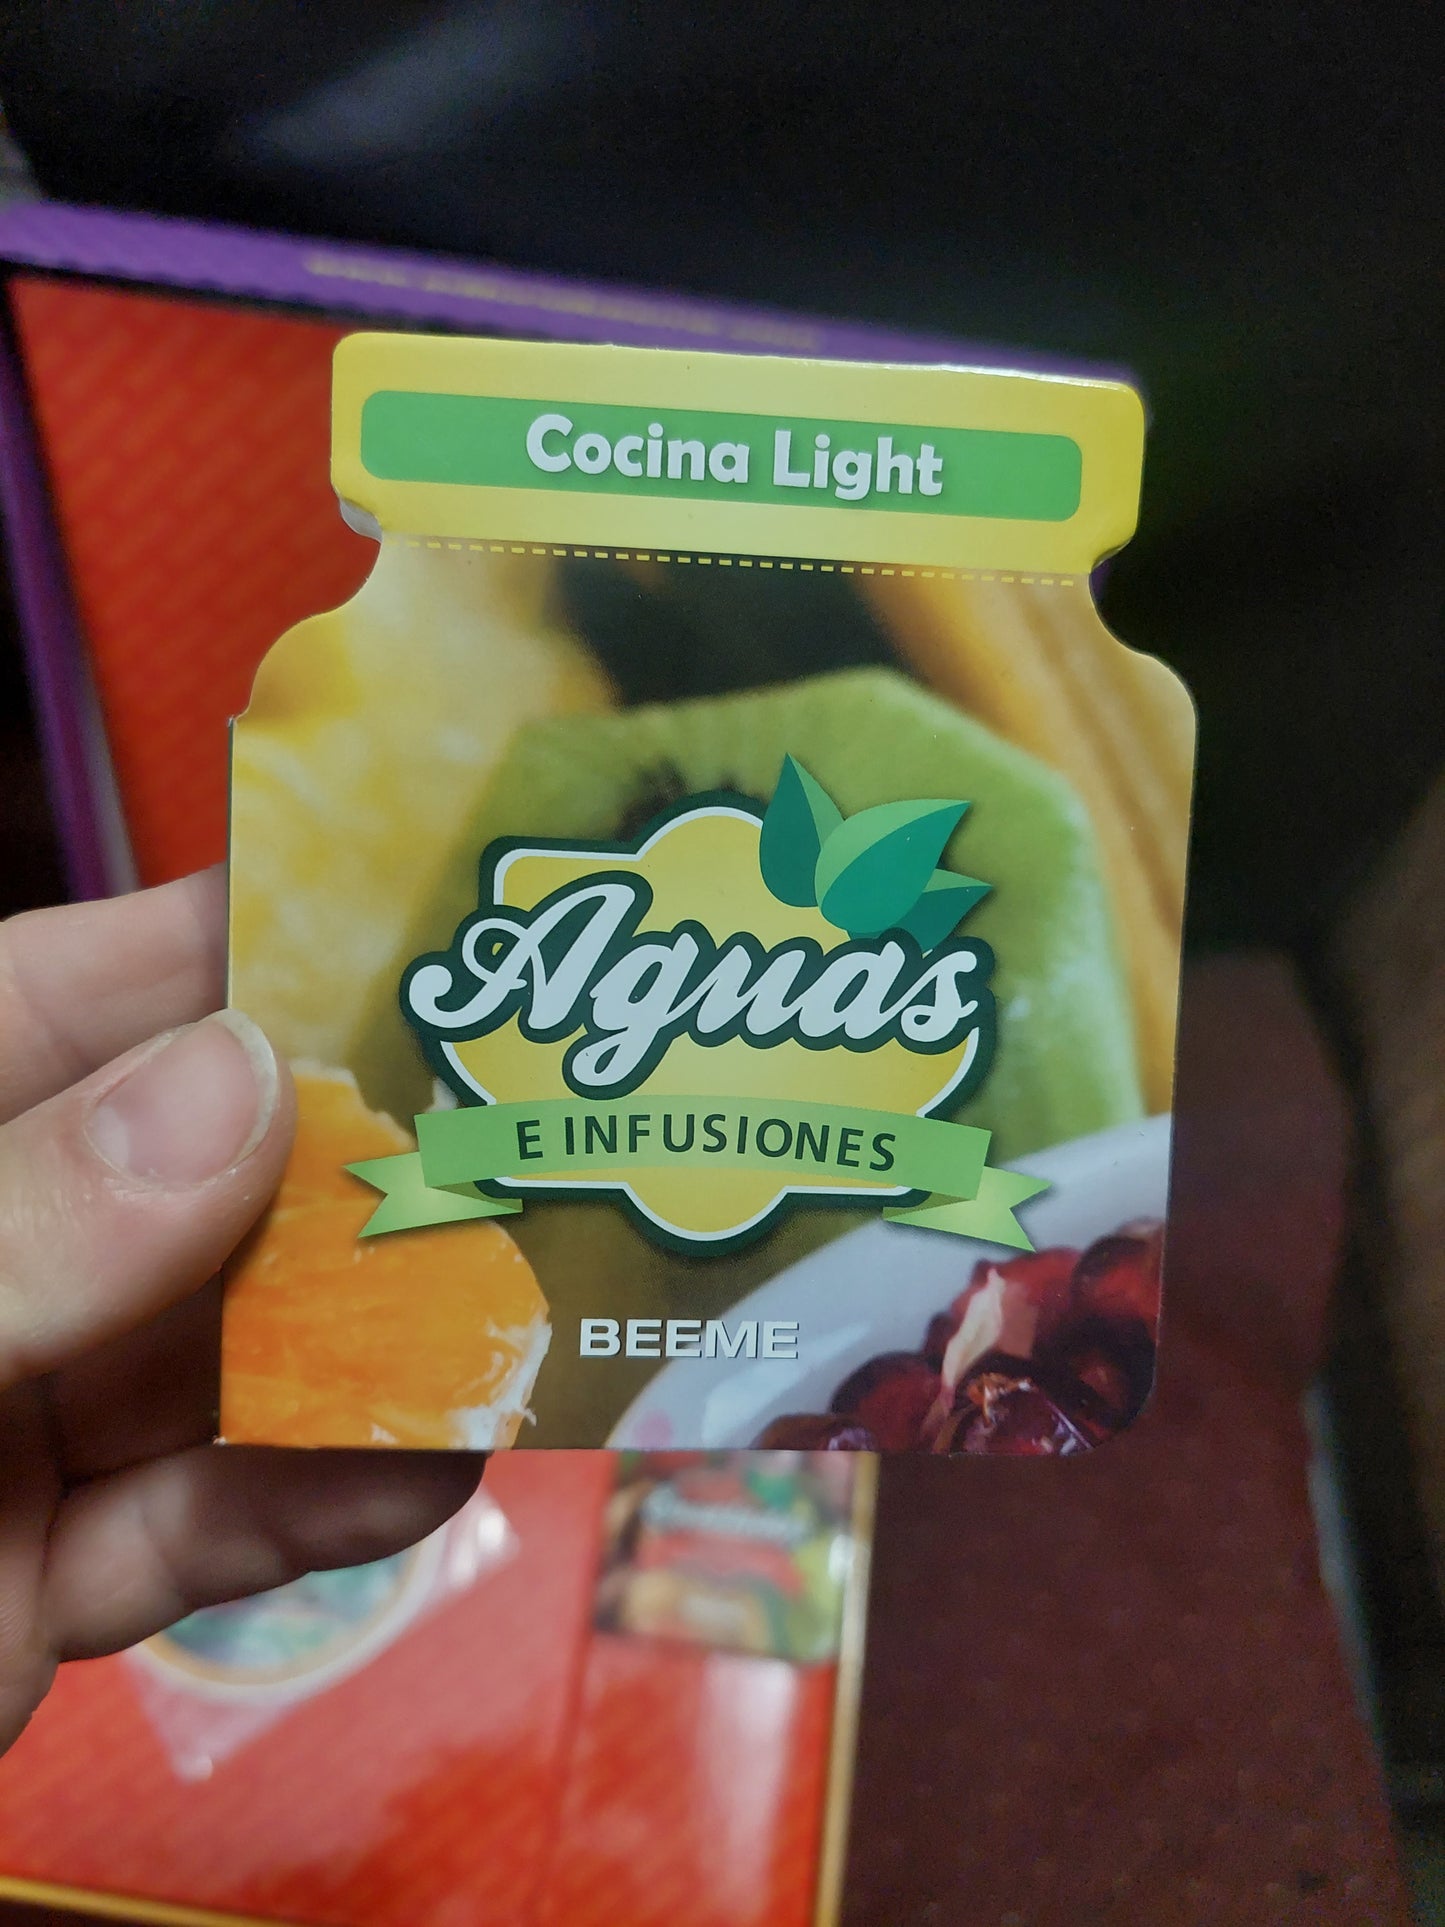 Cocina Light
Aguas
E INFUSIONES
BEEME